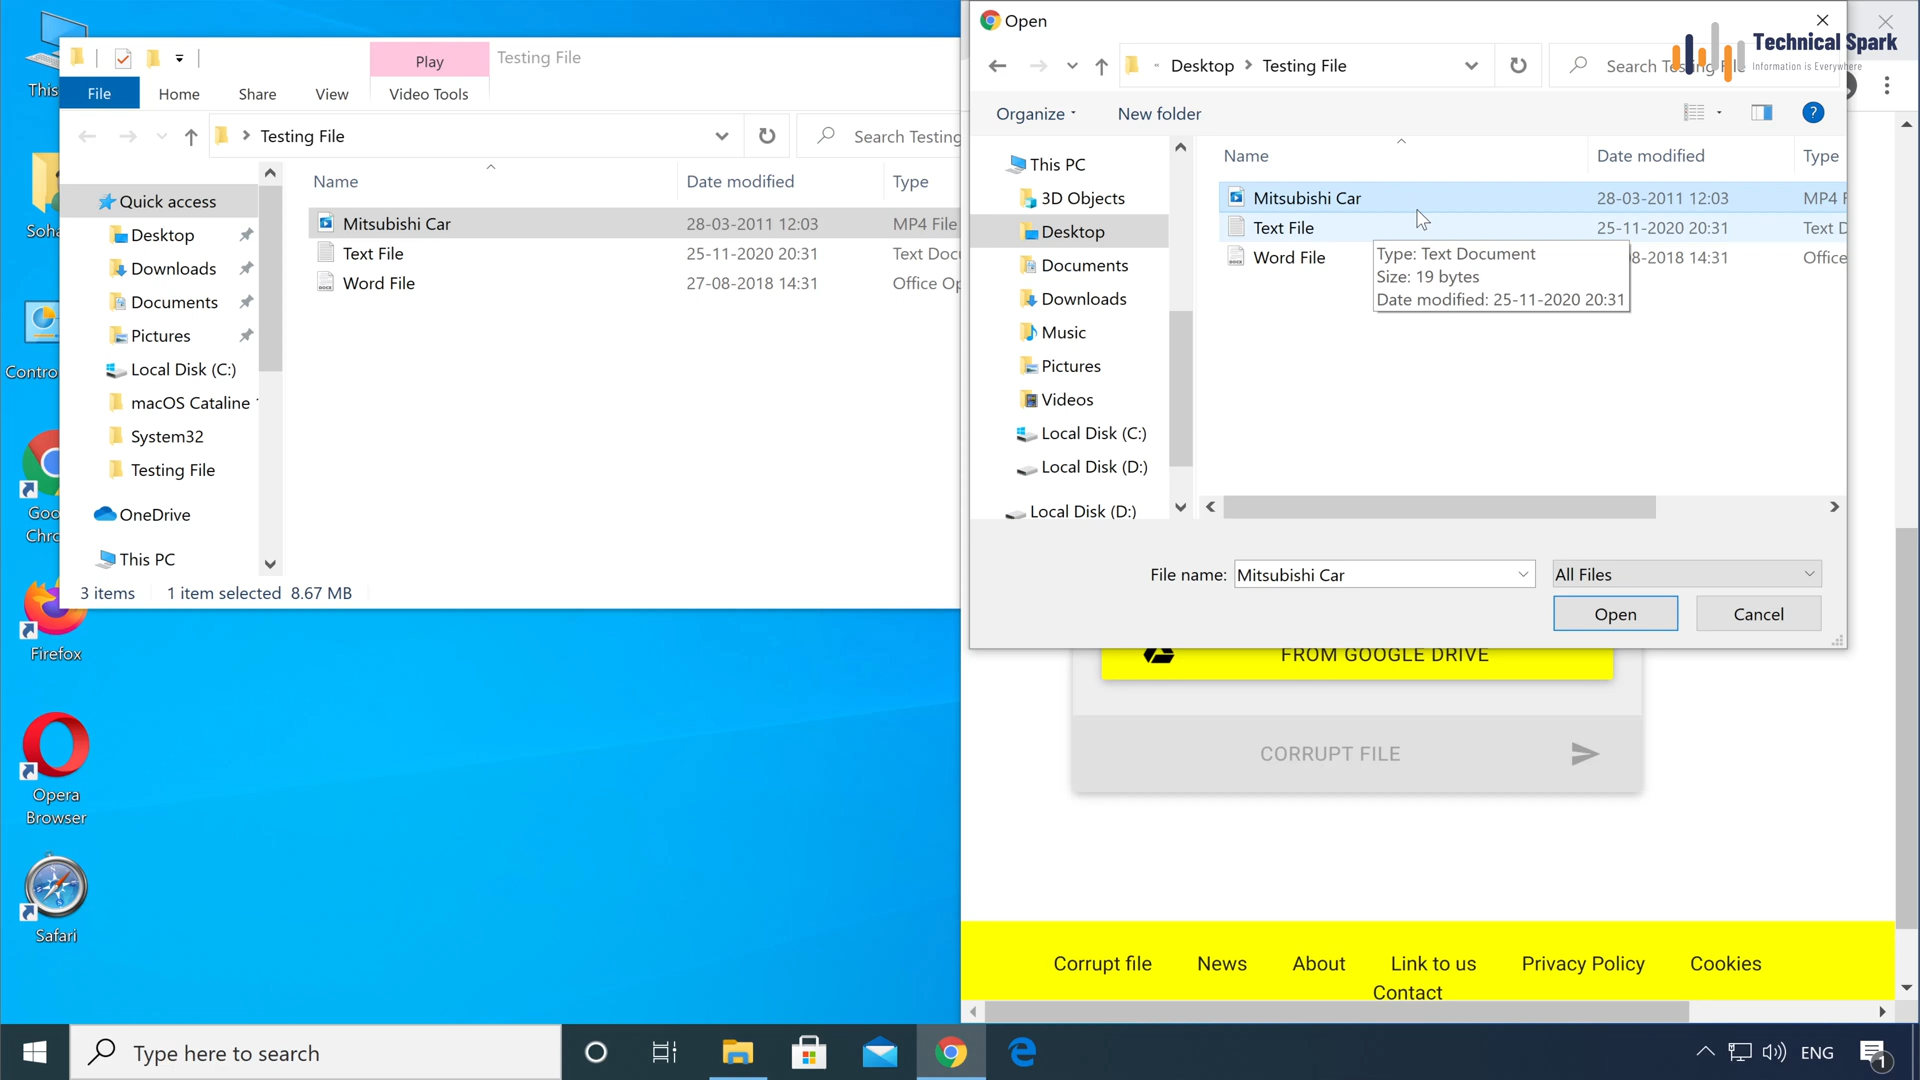 Play
Testing File
File
Home
Share
View
Video Tools
Testing File
Search Testing
Name
Date modified
Type
Quick access
Desktop
Downloads
Documents
Pictures
Local Disk (C:)
macOS Cataline
System32
Testing File
OneDrive
This PC
Mitsubishi Car
28-03-2011 12:03
MP4 File
Text File
25-11-2020 20:31
Text Docu
Word File
27-08-2018 14:31
Office Op
3 items
1 item selected 8.67 MB
This
Soha
Contro
Goo
Chro
Firefox
Opera
Browser
Safari
Open
Technical Spark
Information is Everywhere
Desktop
Testing File
Search Testing File
Organize
New folder
?
This PC
3D Objects
Desktop
Documents
Downloads
Music
Pictures
Videos
Local Disk (C:)
Local Disk (D:)
Local Disk (D:)
Name
Date modified
Type
Mitsubishi Car
28-03-2011 12:03
MP4 F
Text File
25-11-2020 20:31
Text D
Word File
8-2018 14:31
Office
Type: Text Document
Size: 19 bytes
Date modified: 25-11-2020 20:31
File name:
Mitsubishi Car
All Files
Open
Cancel
FROM GOOGLE DRIVE
CORRUPT FILE
Corrupt file
News
About
Link to us
Privacy Policy
Cookies
Contact
Type here to search
ENG
1